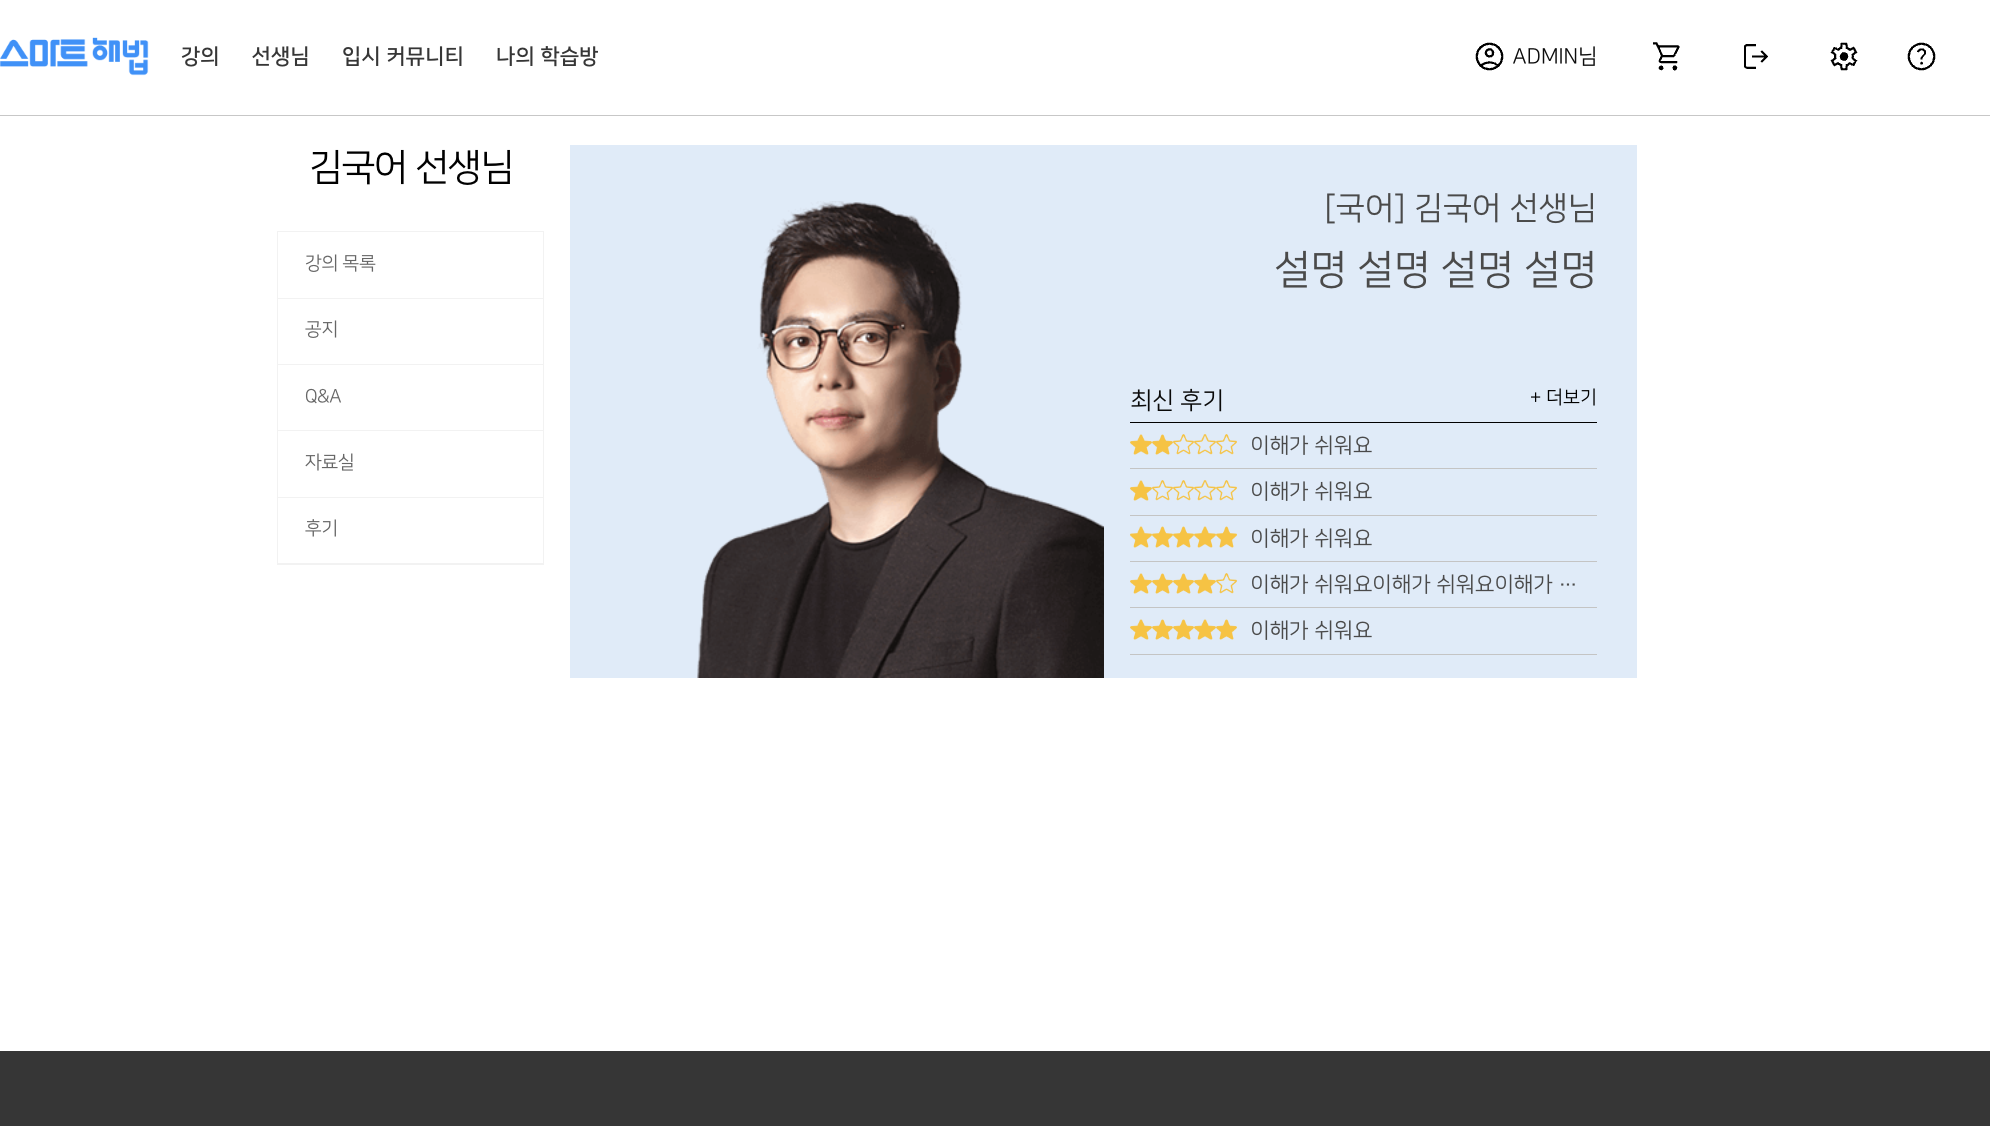 스마트해법 강의 선생님 입시 커뮤니티 나의 학습방 ADMIN님
김국어 선생님
강의 목록
공지
Q&A
자료실
후기
[국어] 김국어 선생님
설명 설명 설명 설명
최신 후기 + 더보기
이해가 쉬워요
이해가 쉬워요
이해가 쉬워요
이해가 쉬워요이해가 쉬워요이해가 ...
이해가 쉬워요